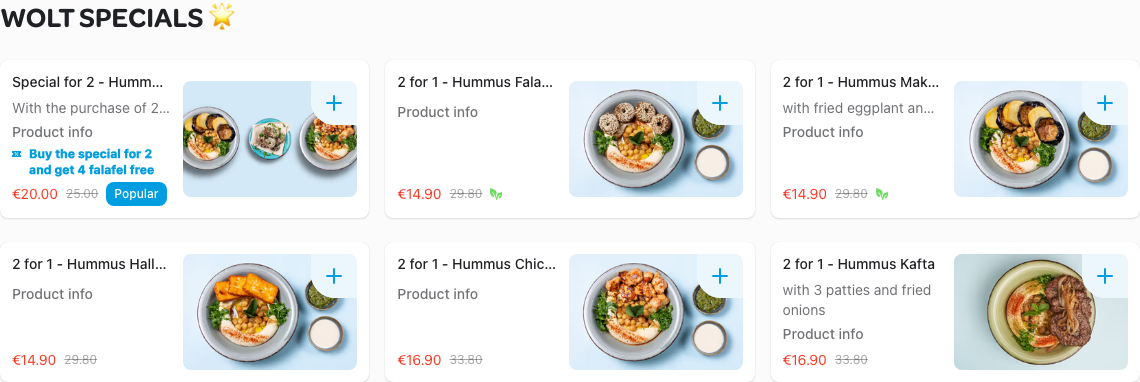 WOLT SPECIALS 🌟
Special for 2 - Humm...
With the purchase of 2...
Product info
Buy the special for 2
and get 4 falafel free
€20.00 25.00 Popular
2 for 1 - Hummus Fala...
Product info
€14.90 29.80
2 for 1 - Hummus Mak...
with fried eggplant an...
Product info
€14.90 29.80
2 for 1 - Hummus Hall...
Product info
€14.90 29.80
2 for 1 - Hummus Chic...
Product info
€16.90 33.80
2 for 1 - Hummus Kafta
with 3 patties and fried
onions
Product info
€16.90 33.80